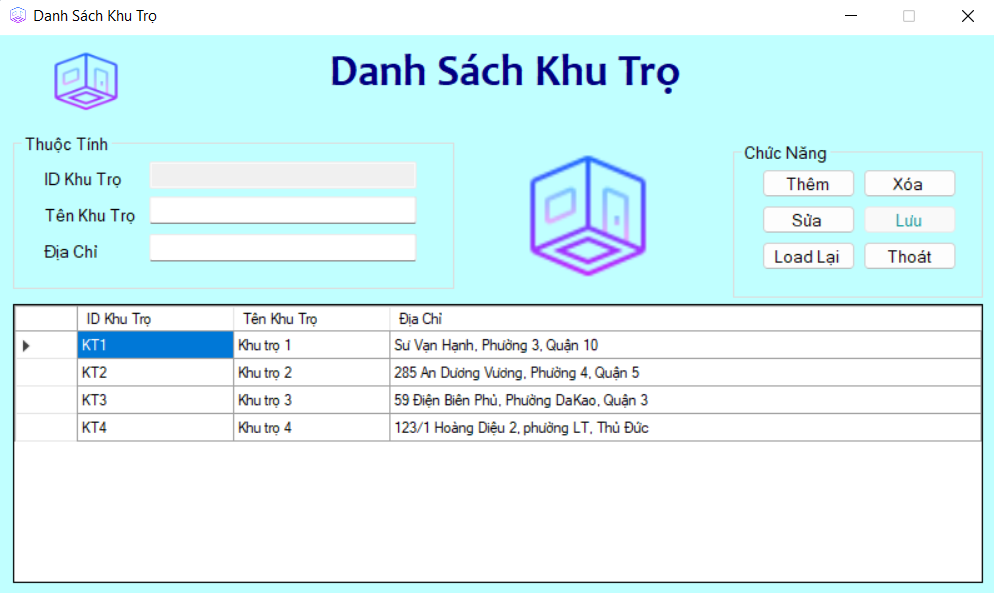 Danh Sách Khu Trọ
Danh Sách Khu Trọ
Thuộc Tính
ID Khu Trọ
Tên Khu Trọ
Địa Chỉ
Chức Năng
Thêm Xóa
Sửa Lưu
Load Lại Thoát
ID Khu Trọ Tên Khu Trọ Địa Chỉ
KT1 Khu trọ 1 Sư Vạn Hạnh, Phường 3, Quận 10
KT2 Khu trọ 2 285 An Dương Vương, Phường 4, Quận 5
KT3 Khu trọ 3 59 Điện Biên Phủ, Phường DaKao, Quận 3
KT4 Khu trọ 4 123/1 Hoàng Diệu 2, phường LT, Thủ Đức